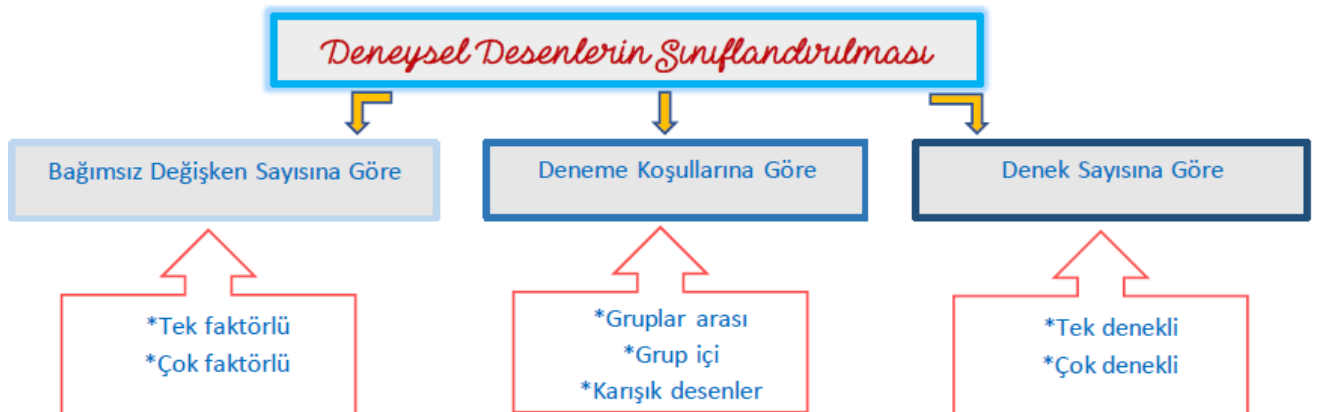 Deneysel Desenlerin Sınıflandırılması
Bağımsız Değişken Sayısına Göre
Deneme Koşullarına Göre
Denek Sayısına Göre
*Tek faktörlü
*Çok faktörlü
*Gruplar arası
*Grup içi
*Karışık desenler
*Tek denekli
*Çok denekli